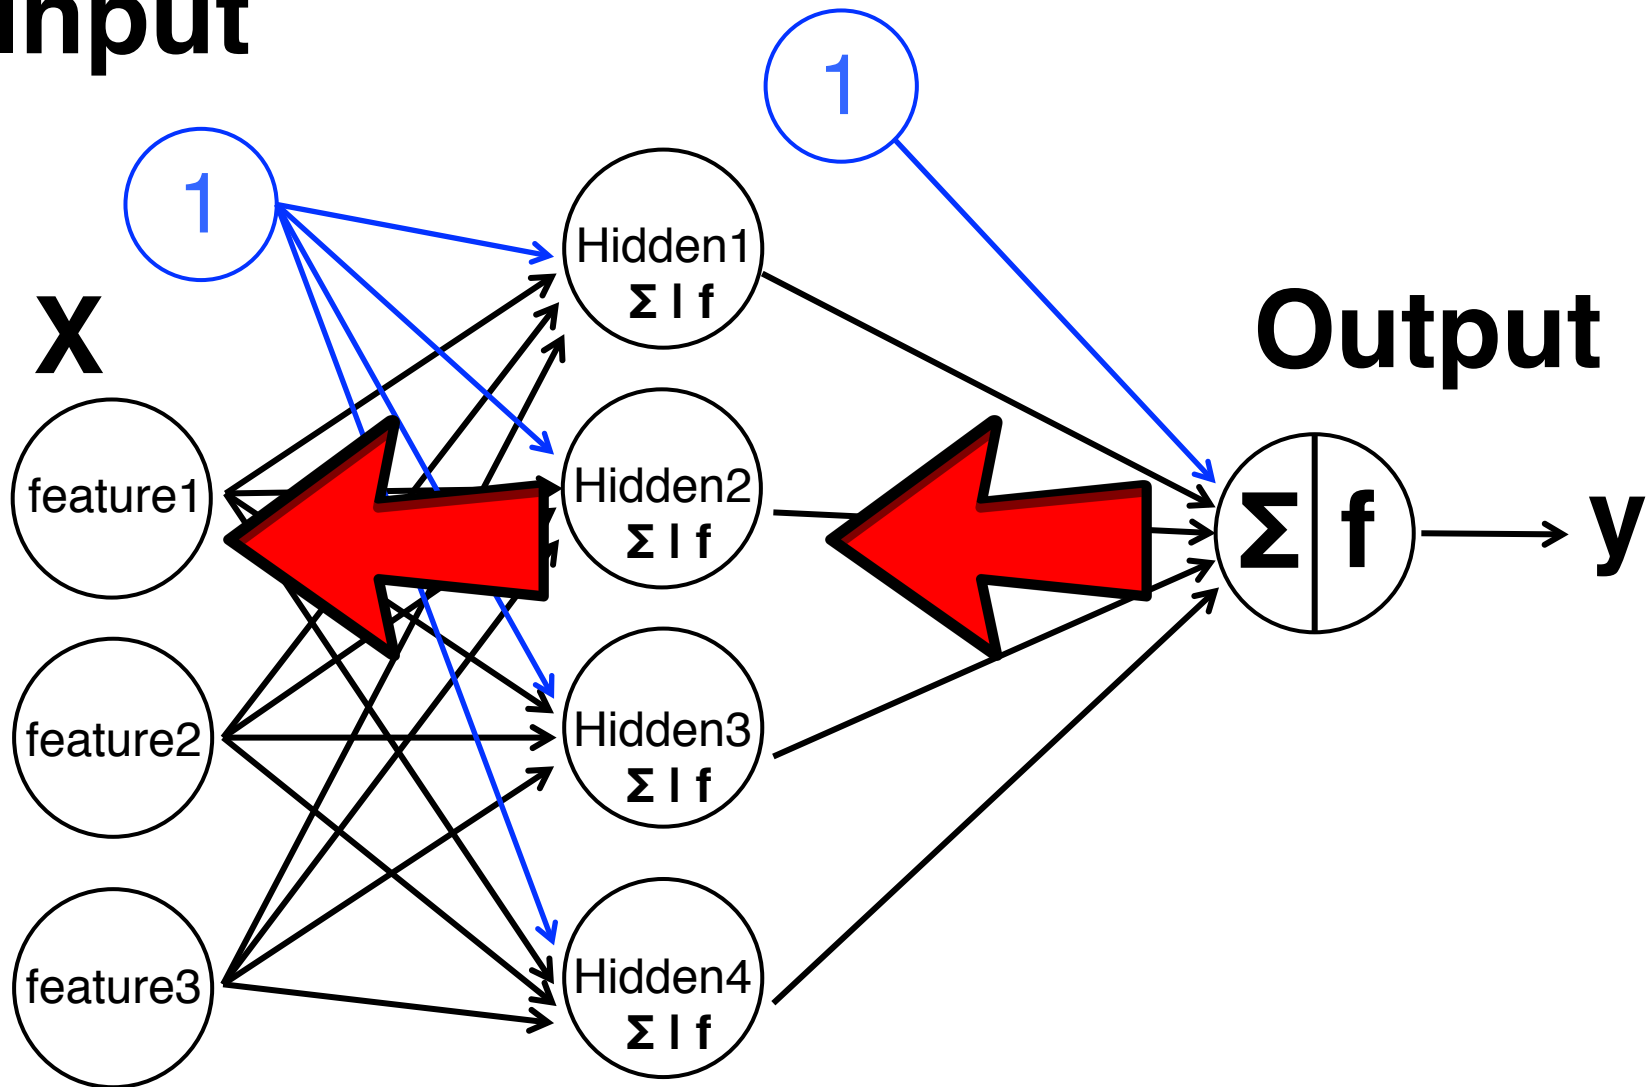 Input
1
1
Hidden1
Σ | f
X
Output
feature1
Hidden2
Σ | f
Σ | f
y
feature2
Hidden3
Σ | f
feature3
Hidden4
Σ | f